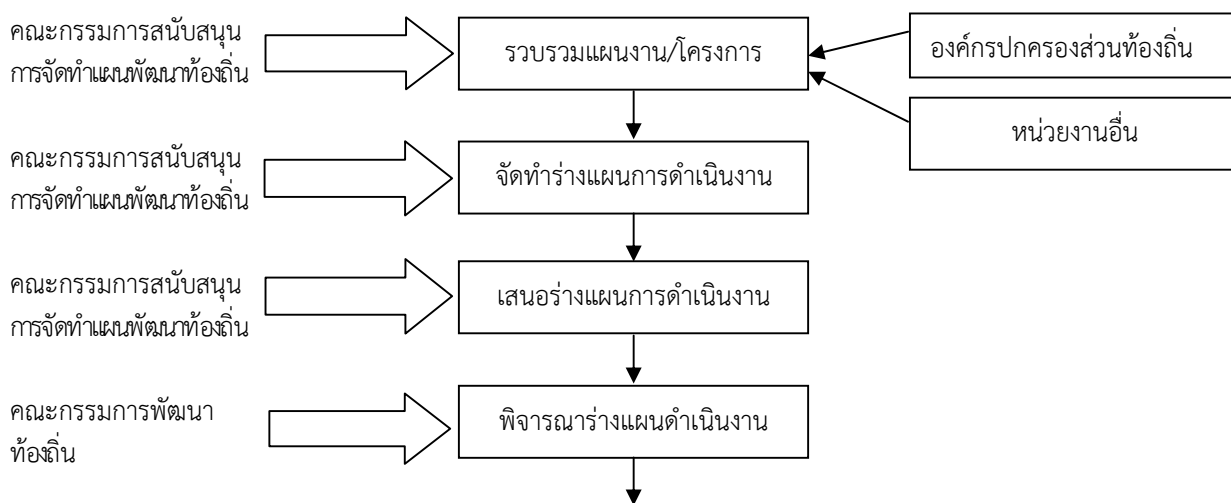 คณะกรรมการสนับสนุน
การจัดทำแผนพัฒนาท้องถิ่น
รวบรวมแผนงาน/โครงการ
องค์กรปกครองส่วนท้องถิ่น
หน่วยงานอื่น
คณะกรรมการสนับสนุน
การจัดทำแผนพัฒนาท้องถิ่น
จัดทำร่างแผนการดำเนินงาน
คณะกรรมการสนับสนุน
การจัดทำแผนพัฒนาท้องถิ่น
เสนอร่างแผนการดำเนินงาน
คณะกรรมการพัฒนา
ท้องถิ่น
พิจารณาร่างแผนดำเนินงาน